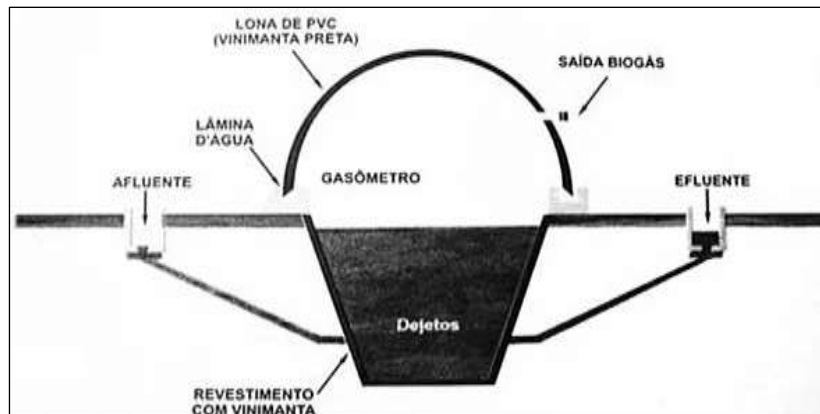 LONA DE PVC
(VINIMANTA PRETA)
SAÍDA BIOGÁS
LÂMINA
D'ÁGUA
GASÔMETRO
AFLUENTE
EFLUENTE
Dejetos
REVESTIMENTO
COM VINIMANTA